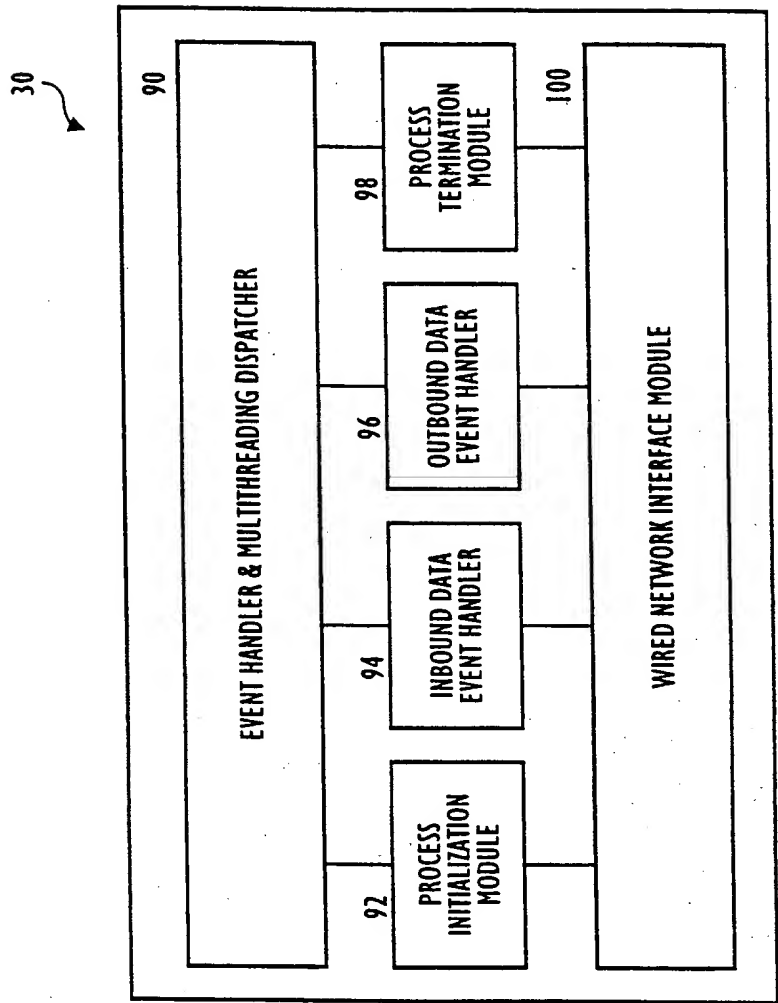 30
90
EVENT HANDLER & MULTITHREADING DISPATCHER
92
PROCESS
INITIALIZATION
MODULE
94
INBOUND DATA
EVENT HANDLER
96
OUTBOUND DATA
EVENT HANDLER
98
PROCESS
TERMINATION
MODULE
100
WIRED NETWORK INTERFACE MODULE